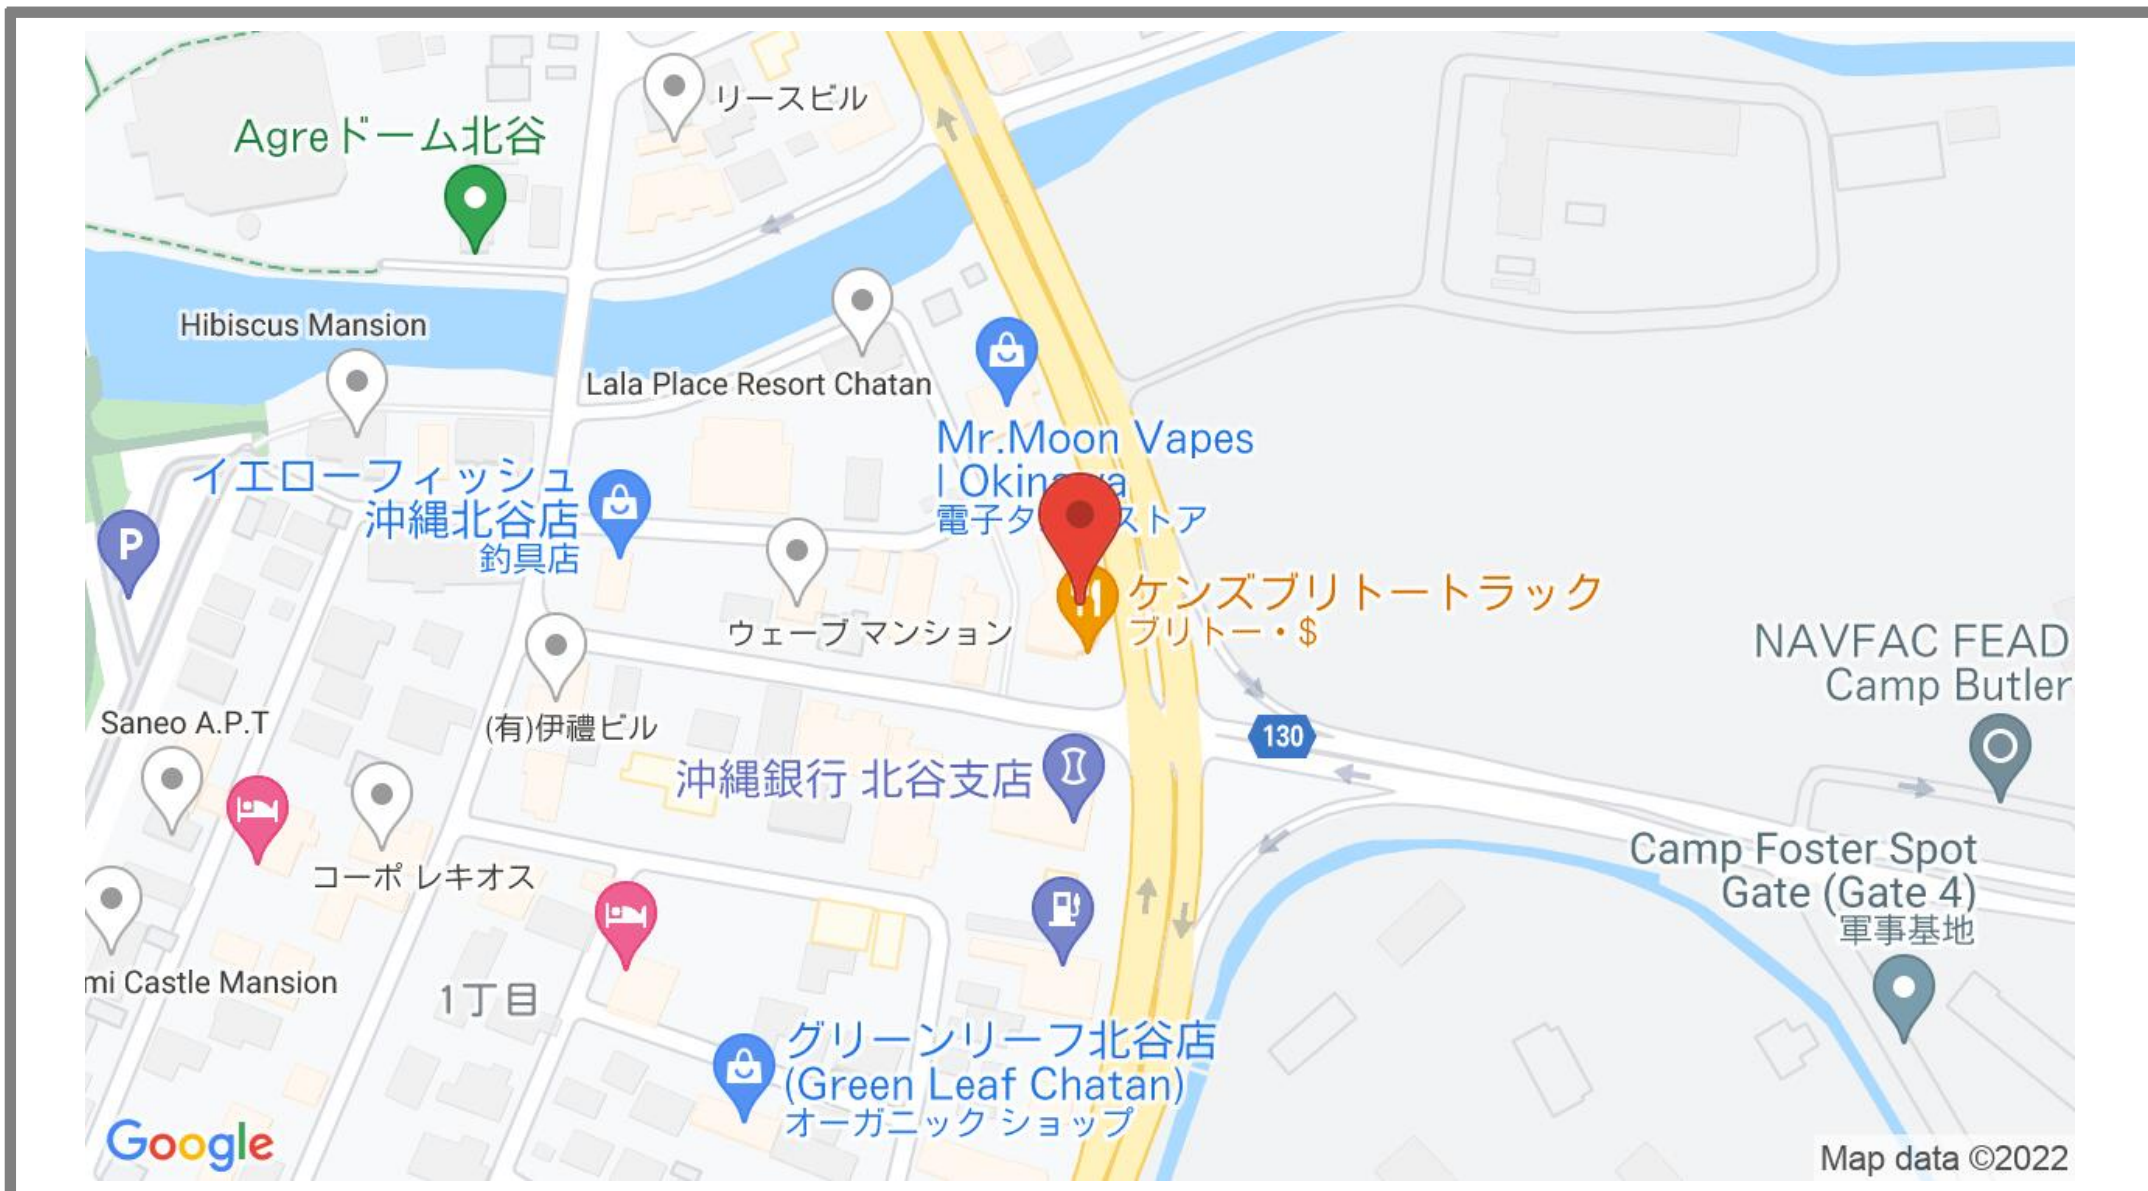 リースビル
Agreドーム北谷
Hibiscus Mansion
Lala Place Resort Chatan
Mr.Moon Vapes
電子タ
ストア
イエローフィッシュ
沖縄北谷店
釣具店
P
ケンズブリトートラック
ブリトー・$
ウェーブ マンション
NAVFAC FEAD
Camp Butler
(有)伊禮ビル
Saneo A.P.T
130
沖縄銀行 北谷支店
Camp Foster Spot
Gate (Gate 4)
軍事基地
コーポ レキオス
mi Castle Mansion
1丁目
グリーンリーフ北谷店
(Green Leaf Chatan)
オーガニック ショップ
Google
Map data ©2022